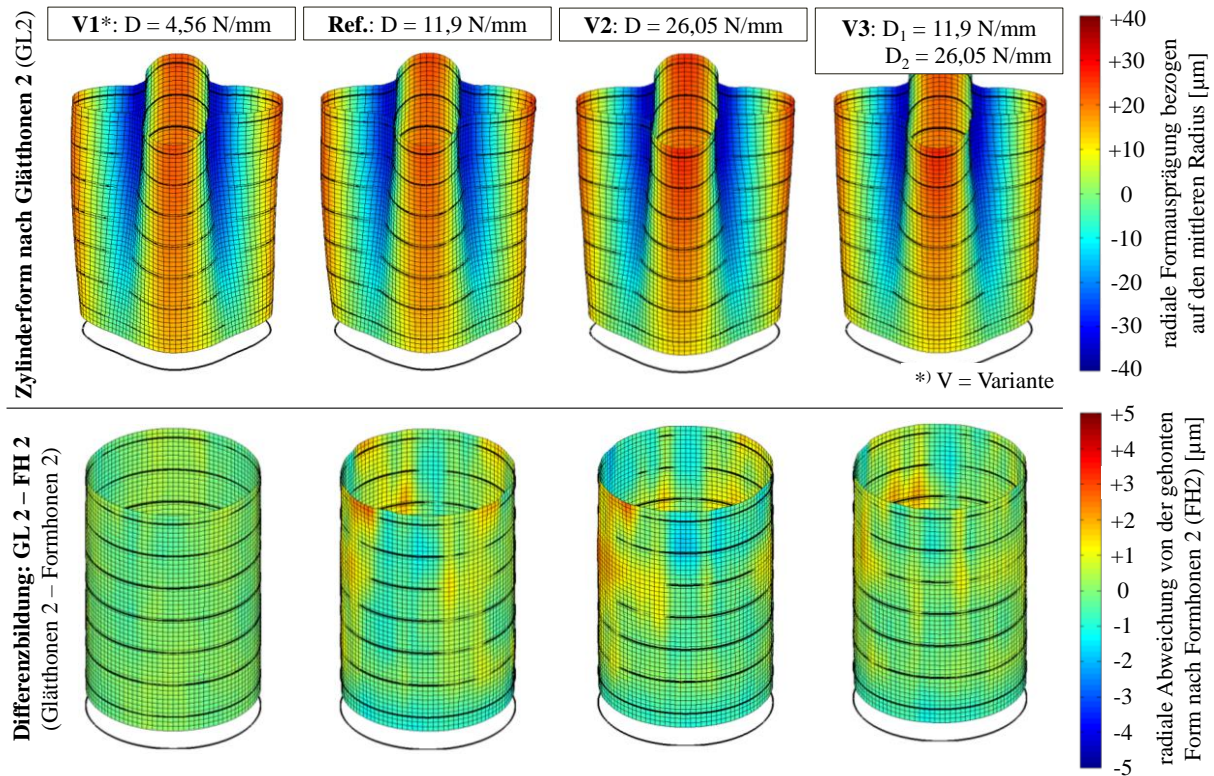 V1*: D = 4,56 N/mm
Ref.: D = 11,9 N/mm
V2: D = 26,05 N/mm
V3: D₁ = 11,9 N/mm
D₂ = 26,05 N/mm
Zylinderform nach Glätthonen 2 (GL2)
+40
+30
+20
+10
0
-10
-20
-30
-40
radiale Formausprägung bezogen
auf den mittleren Radius [µm]
*) V = Variante
Differenzbildung: GL 2 – FH 2
(Glätthonen 2 – Formhonen 2)
+5
+4
+3
+2
+1
0
-1
-2
-3
-4
-5
radiale Abweichung von der gehonten
Form nach Formhonen 2 (FH2) [µm]